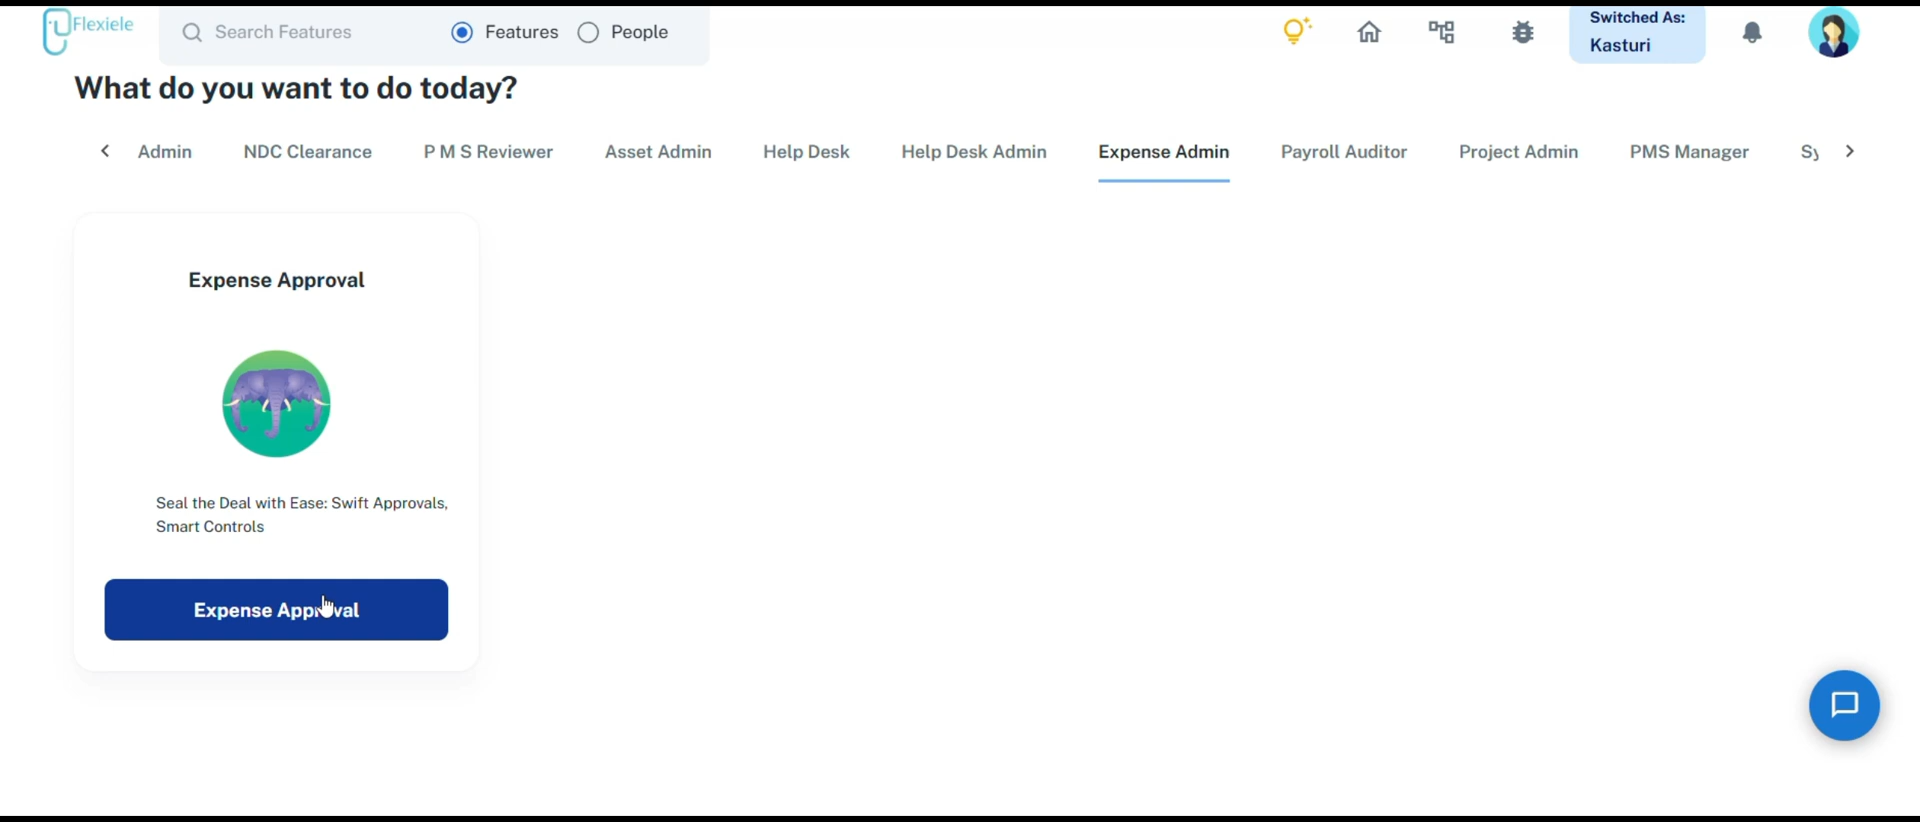 Flexiele
Search Features
Features
People
Switched As:
Kasturi
What do you want to do today?
Admin
NDC Clearance
P M S Reviewer
Asset Admin
Help Desk
Help Desk Admin
Expense Admin
Payroll Auditor
Project Admin
PMS Manager
Expense Approval
Seal the Deal with Ease: Swift Approvals,
Smart Controls
Expense Approval